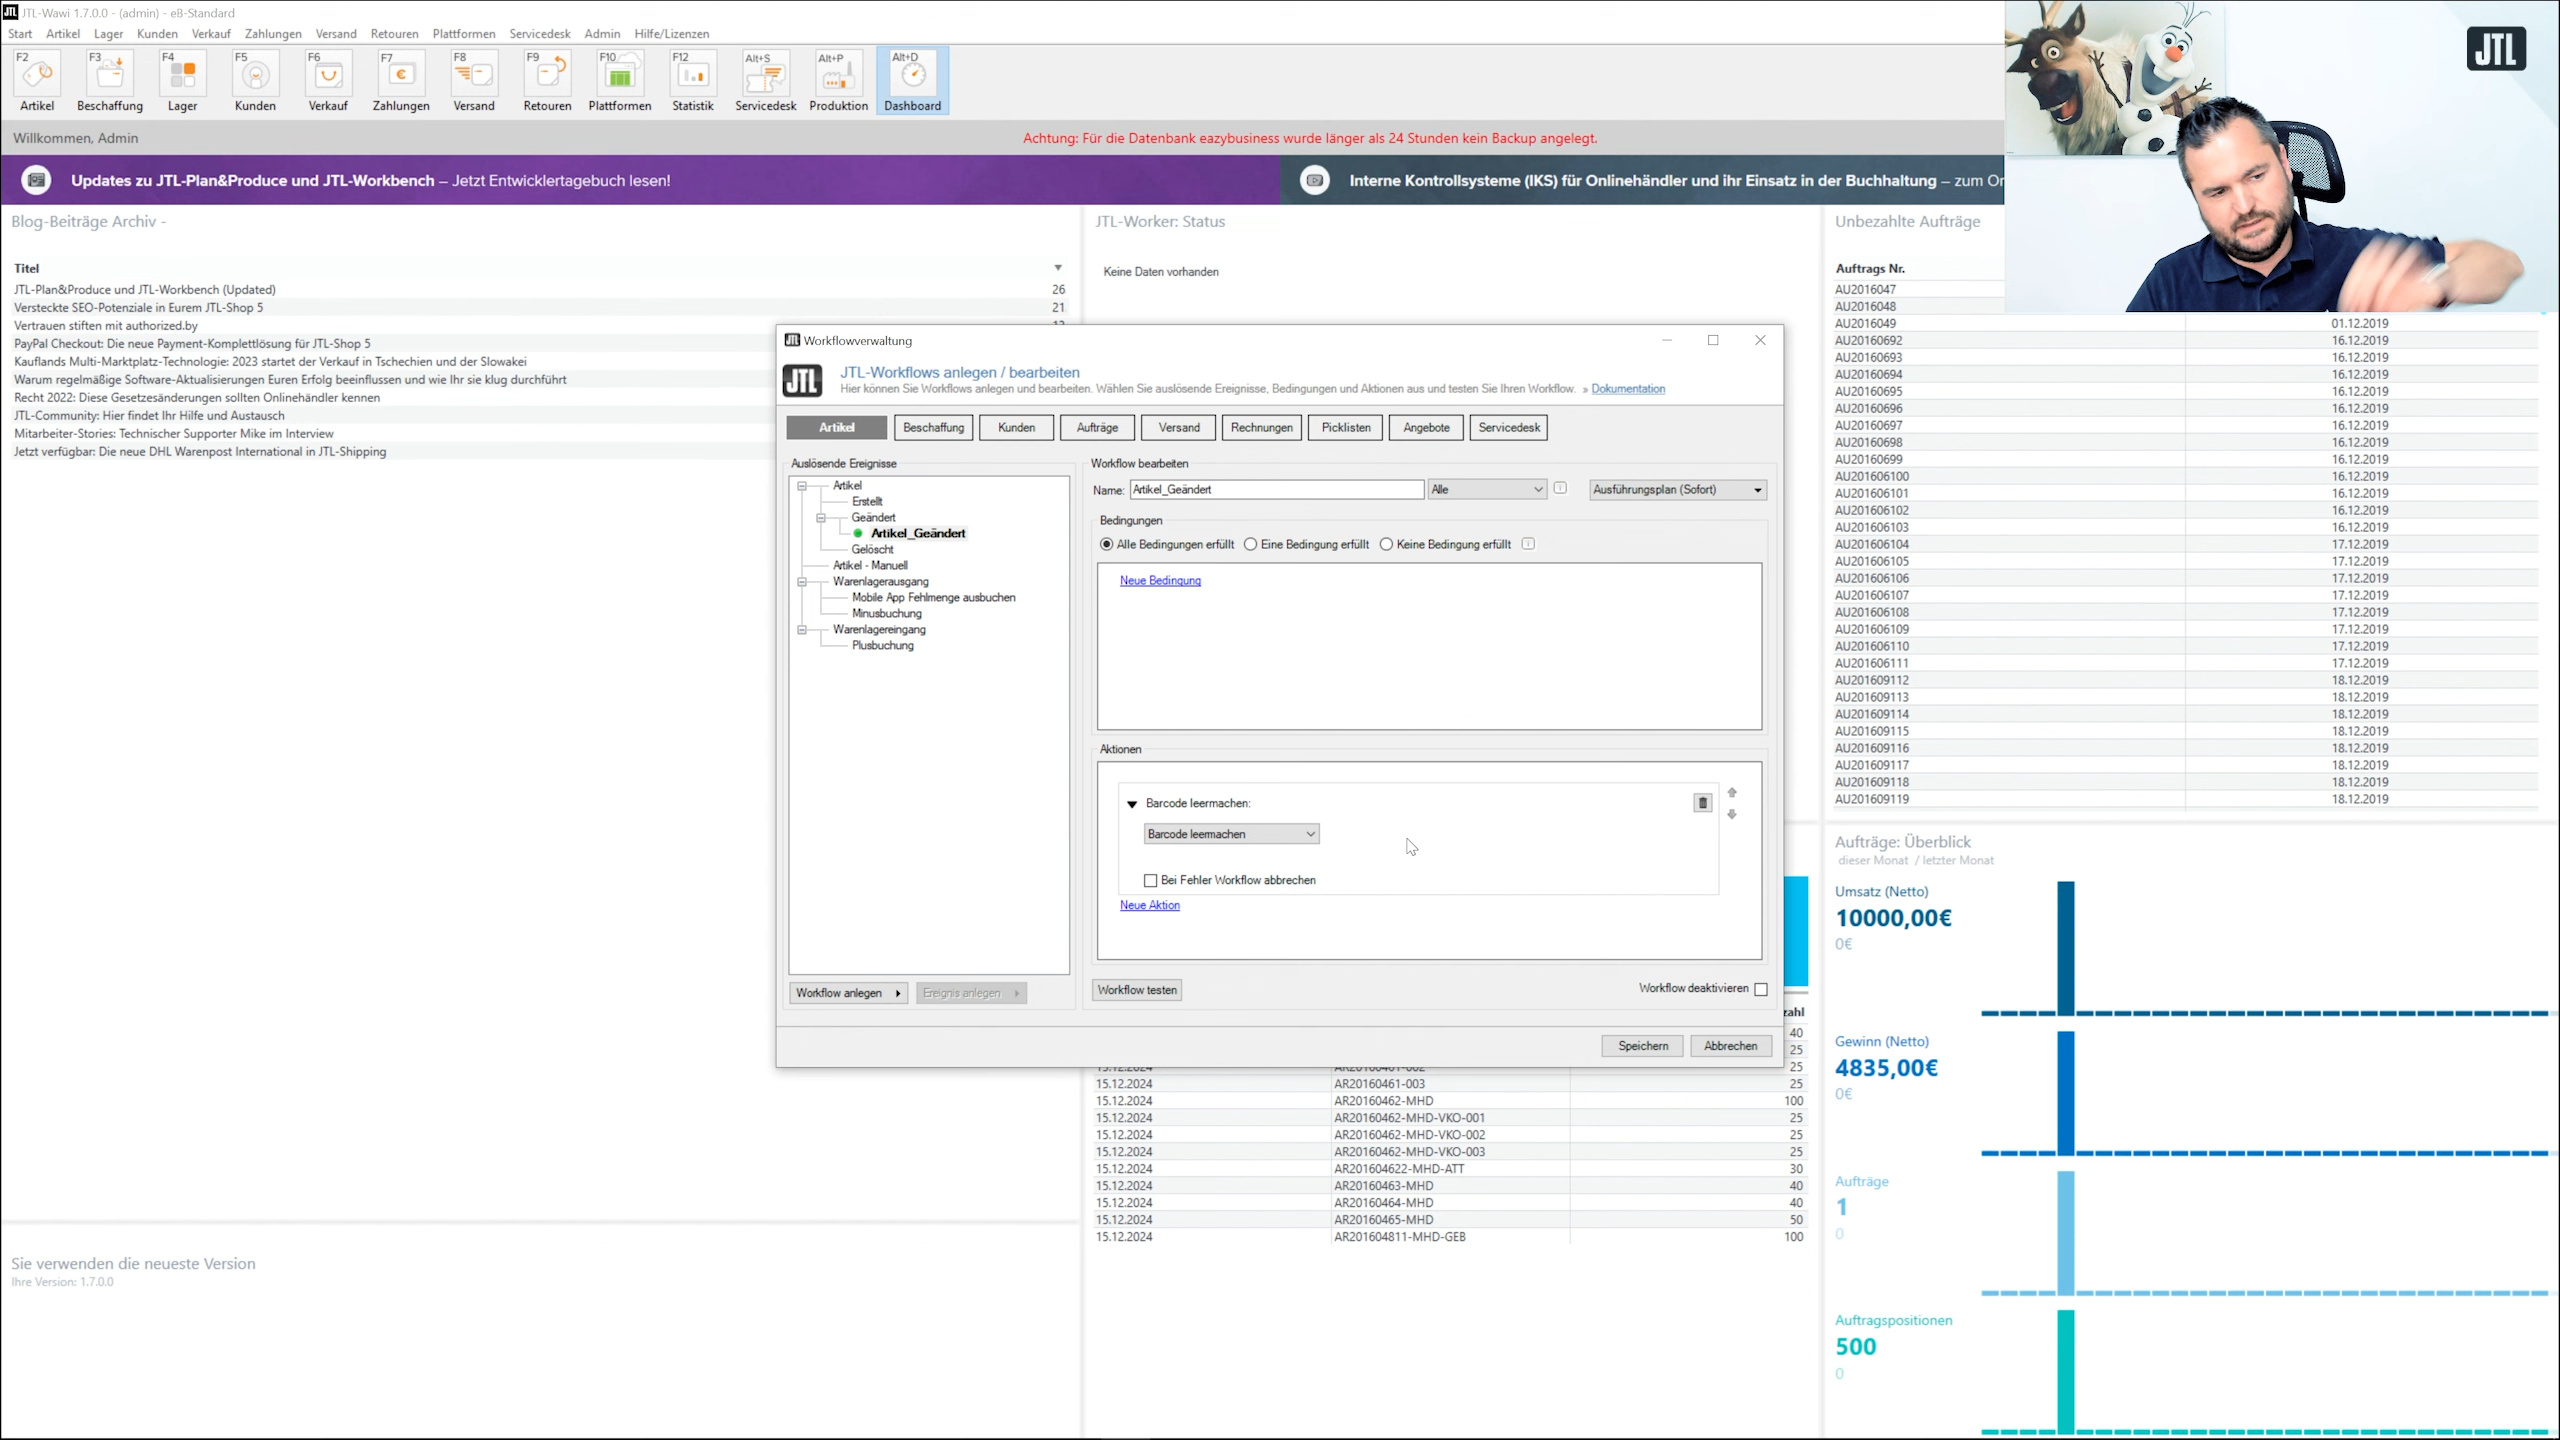 JTL-Wawi 1.7.0.0 - (admin) - eB-Standard
Start Artikel Lager Kunden Verkauf Zahlungen Versand Retouren Plattformen Servicedesk Admin Hilfe/Lizenzen
F2 F3 F4 F5 F6 F7 F8 F9 F10 F12 Alt+S Alt+P Alt+D
Artikel Beschaffung Lager Kunden Verkauf Zahlungen Versand Retouren Plattformen Statistik Servicedesk Produktion Dashboard
JTL
Willkommen, Admin
Achtung: Für die Datenbank eazybusiness wurde länger als 24 Stunden kein Backup angelegt.
Updates zu JTL-Plan&Produce und JTL-Workbench – Jetzt Entwicklertagebuch lesen!
Interne Kontrollsysteme (IKS) für Onlinehändler und ihr Einsatz in der Buchhaltung – zum Or
Blog-Beiträge Archiv -
Titel
JTL-Plan&Produce und JTL-Workbench (Updated) 26
Versteckte SEO-Potenziale in Eurem JTL-Shop 5 21
Vertrauen stiften mit authorized.by
PayPal Checkout: Die neue Payment-Komplettlösung für JTL-Shop 5
Kauflands Multi-Marktplatz-Technologie: 2023 startet der Verkauf in Tschechien und der Slowakei
Warum regelmäßige Software-Aktualisierungen Euren Erfolg beeinflussen und wie Ihr sie klug durchführt
Recht 2022: Diese Gesetzesänderungen sollten Onlinehändler kennen
JTL-Community: Hier findet Ihr Hilfe und Austausch
Mitarbeiter-Stories: Technischer Supporter Mike im Interview
Jetzt verfügbar: Die neue DHL Warenpost International in JTL-Shipping
Sie verwenden die neueste Version
Ihre Version: 1.7.0.0
JTL-Worker: Status
Keine Daten vorhanden
JTL Workflowverwaltung
JTL
JTL-Workflows anlegen / bearbeiten
Hier können Sie Workflows anlegen und bearbeiten. Wählen Sie auslösende Ereignisse, Bedingungen und Aktionen aus und testen Sie Ihren Workflow. » Dokumentation
Artikel Beschaffung Kunden Aufträge Versand Rechnungen Picklisten Angebote Servicedesk
Auslösende Ereignisse
Artikel
Erstellt
Geändert
Artikel_Geändert
Gelöscht
Artikel - Manuell
Warenlagerausgang
Mobile App Fehlmenge ausbuchen
Minusbuchung
Warenlagereingang
Plusbuchung
Workflow anlegen Ereignis anlegen
Workflow bearbeiten
Name: Artikel_Geändert Alle Ausführungsplan (Sofort)
Bedingungen
Alle Bedingungen erfüllt Eine Bedingung erfüllt Keine Bedingung erfüllt
Neue Bedingung
Aktionen
Barcode leermachen:
Barcode leermachen
Bei Fehler Workflow abbrechen
Neue Aktion
Workflow testen Workflow deaktivieren
Speichern Abbrechen
zahl
40
25
25
15.12.2024 AR20160461-003 25
15.12.2024 AR20160462-MHD 100
15.12.2024 AR20160462-MHD-VKO-001 25
15.12.2024 AR20160462-MHD-VKO-002 25
15.12.2024 AR20160462-MHD-VKO-003 25
15.12.2024 AR201604622-MHD-ATT 30
15.12.2024 AR20160463-MHD 40
15.12.2024 AR20160464-MHD 40
15.12.2024 AR20160465-MHD 50
15.12.2024 AR201604811-MHD-GEB 100
Unbezahlte Aufträge
Auftrags Nr.
AU2016047
AU2016048
AU2016049 01.12.2019
AU20160692 16.12.2019
AU20160693 16.12.2019
AU20160694 16.12.2019
AU20160695 16.12.2019
AU20160696 16.12.2019
AU20160697 16.12.2019
AU20160698 16.12.2019
AU20160699 16.12.2019
AU201606100 16.12.2019
AU201606101 16.12.2019
AU201606102 16.12.2019
AU201606103 16.12.2019
AU201606104 17.12.2019
AU201606105 17.12.2019
AU201606106 17.12.2019
AU201606107 17.12.2019
AU201606108 17.12.2019
AU201606109 17.12.2019
AU201606110 17.12.2019
AU201606111 17.12.2019
AU201609112 18.12.2019
AU201609113 18.12.2019
AU201609114 18.12.2019
AU201609115 18.12.2019
AU201609116 18.12.2019
AU201609117 18.12.2019
AU201609118 18.12.2019
AU201609119 18.12.2019
Aufträge: Überblick
dieser Monat / letzter Monat
Umsatz (Netto)
10000,00€
0€
Gewinn (Netto)
4835,00€
0€
Aufträge
1
0
Auftragspositionen
500
0